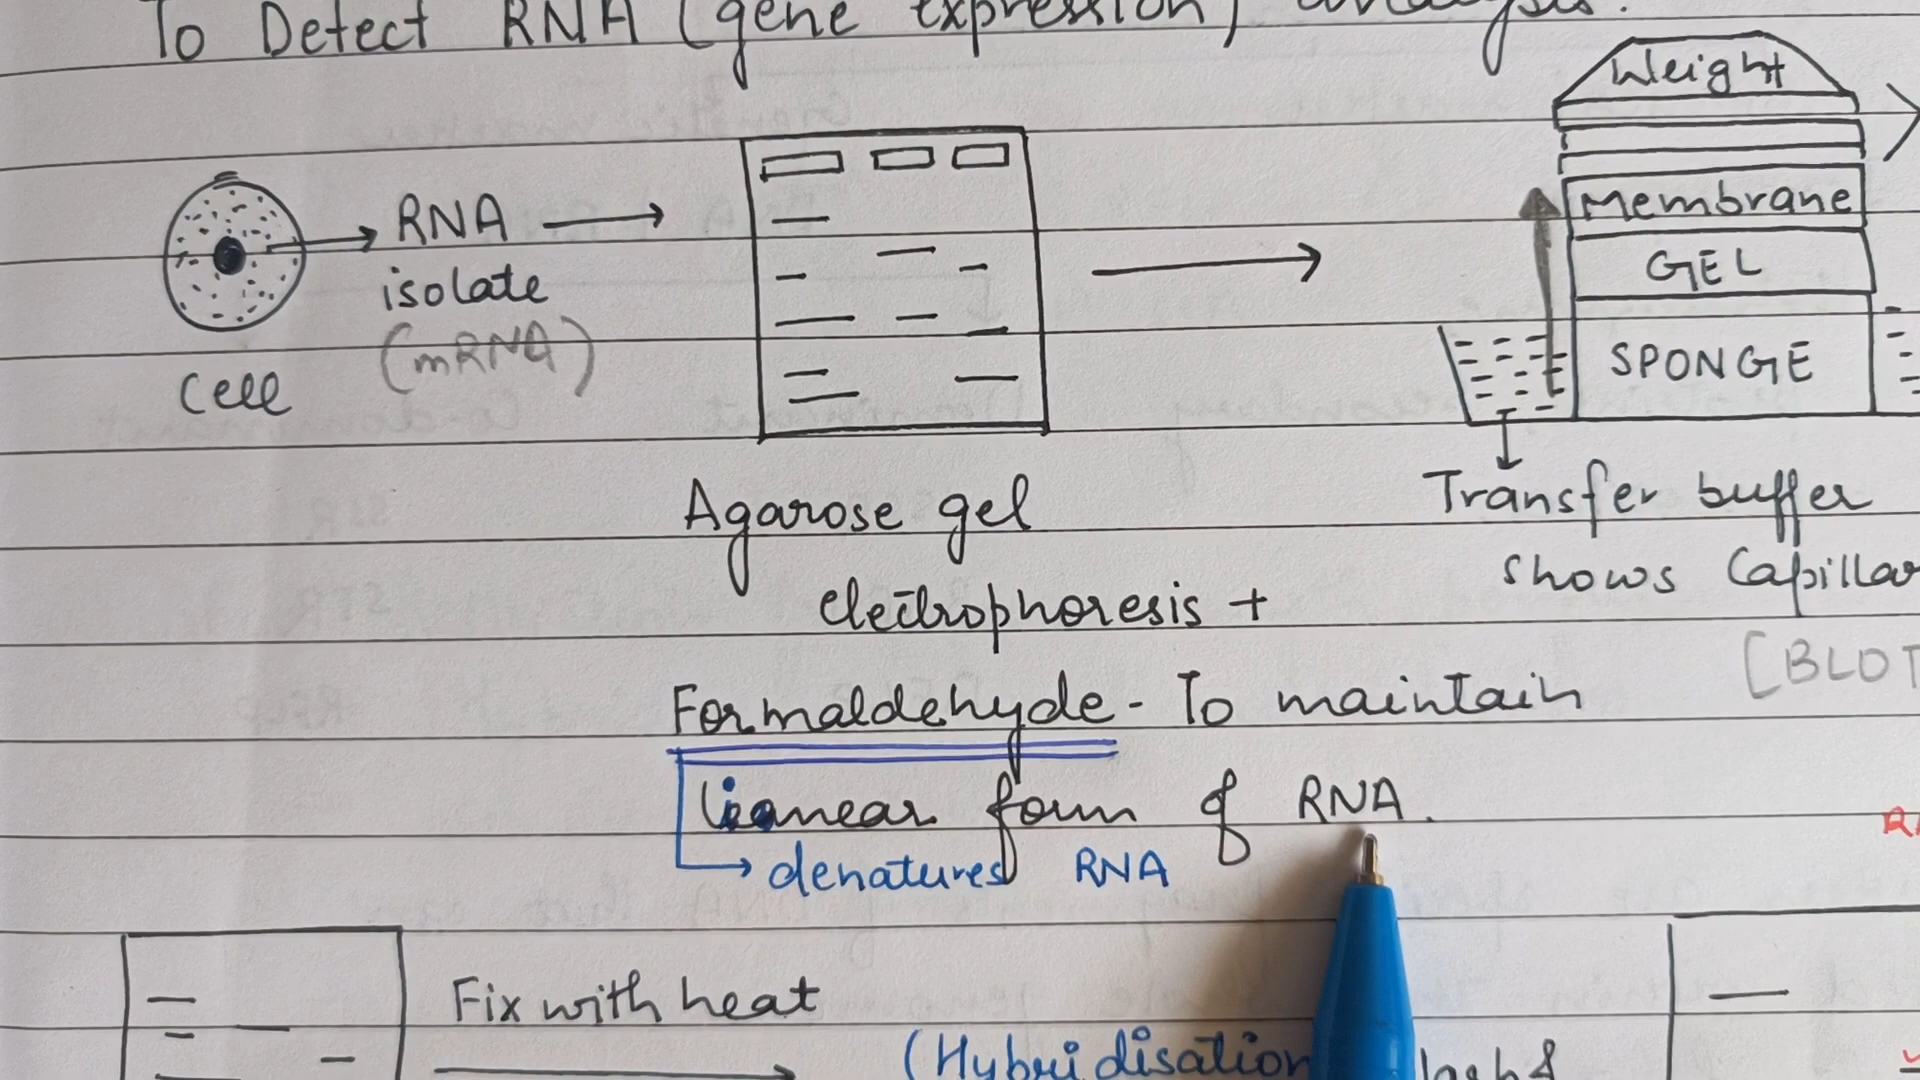 To Detect RNA (gene expression) analysis.
Weight
Membrane
GEL
SPONGE
RNA
isolate
(mRNA)
Cell
Agarose gel
electrophoresis +
Transfer buffer
shows Capillar
[BLOT
Formaldehyde - To maintain
linear form of RNA.
denatures RNA
Fix with heat
(Hybridisation